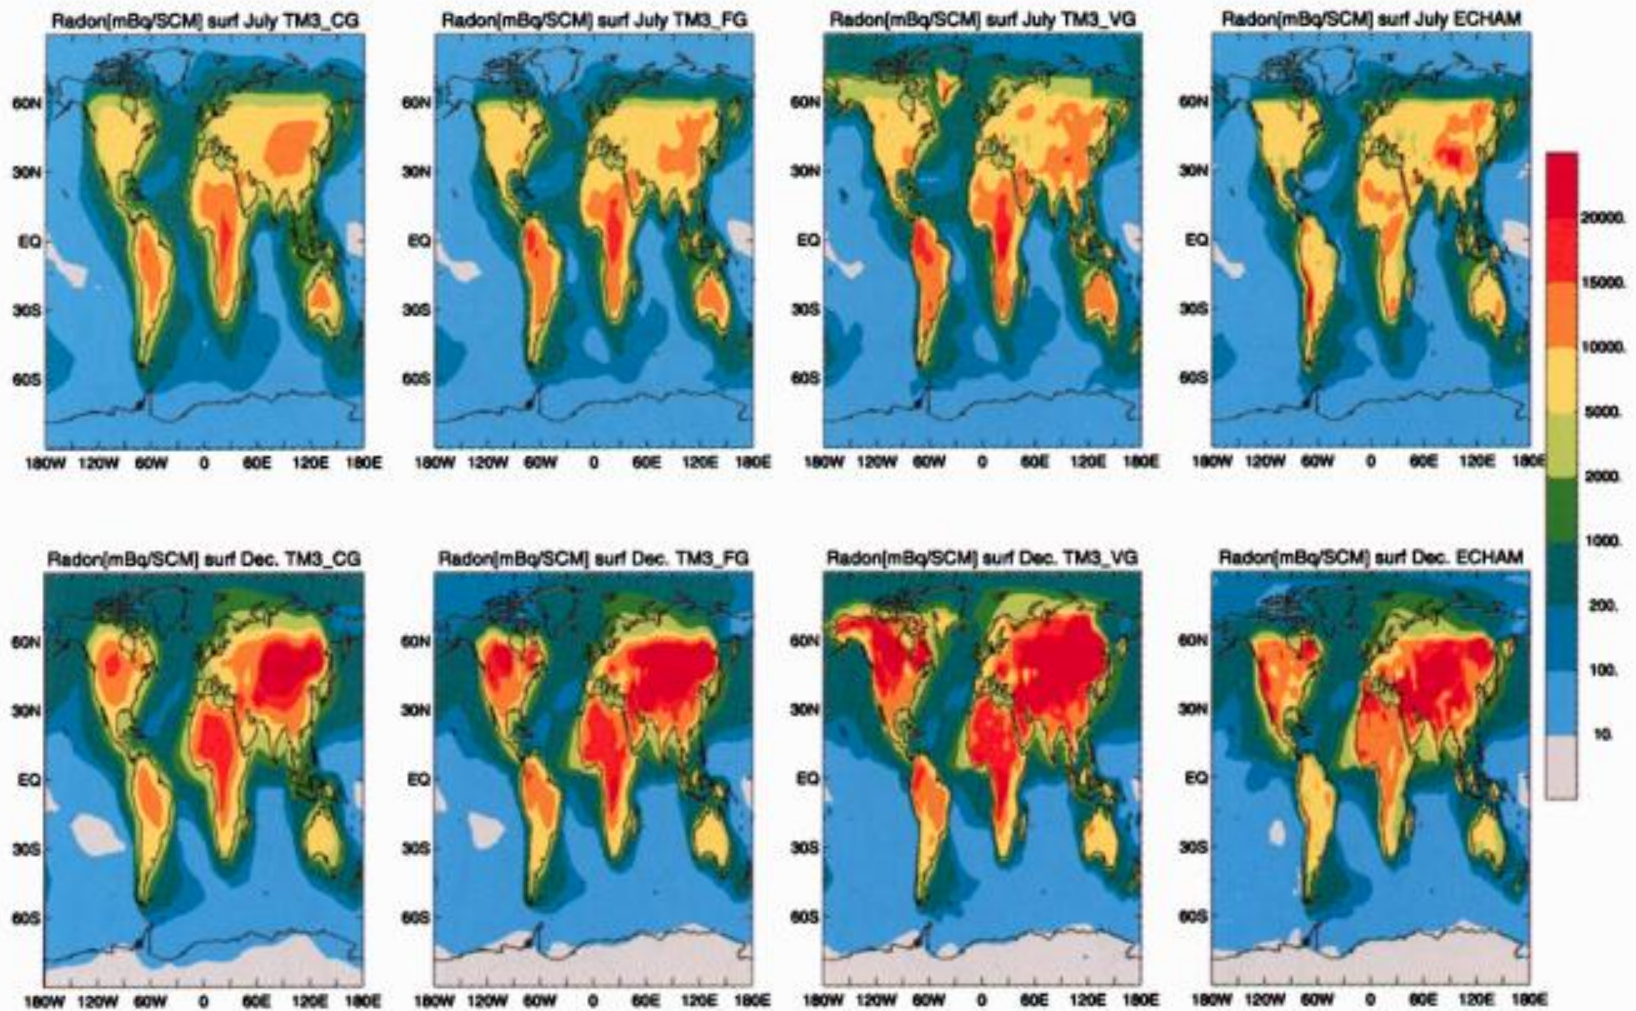 Radon[mBq/SCM] surf July TM3_CG
Radon[mBq/SCM] surf July TM3_FG
Radon[mBq/SCM] surf July TM3_VG
Radon[mBq/SCM] surf July ECHAM
60N 60N 60N 60N
30N 30N 30N 30N
EQ EQ EQ EQ
30S 30S 30S 30S
60S 60S 60S 60S
180W 120W 60W 0 60E 120E 180E
180W 120W 60W 0 60E 120E 180E
180W 120W 60W 0 60E 120E 180E
180W 120W 60W 0 60E 120E 180E
20000.
15000.
10000.
5000.
2000.
1000.
200.
100.
10.
Radon[mBq/SCM] surf Dec. TM3_CG
Radon[mBq/SCM] surf Dec. TM3_FG
Radon[mBq/SCM] surf Dec. TM3_VG
Radon[mBq/SCM] surf Dec. ECHAM
60N 60N 60N 60N
30N 30N 30N 30N
EQ EQ EQ EQ
30S 30S 30S 30S
60S 60S 60S 60S
180W 120W 60W 0 60E 120E 180E
180W 120W 60W 0 60E 120E 180E
180W 120W 60W 0 60E 120E 180E
180W 120W 60W 0 60E 120E 180E